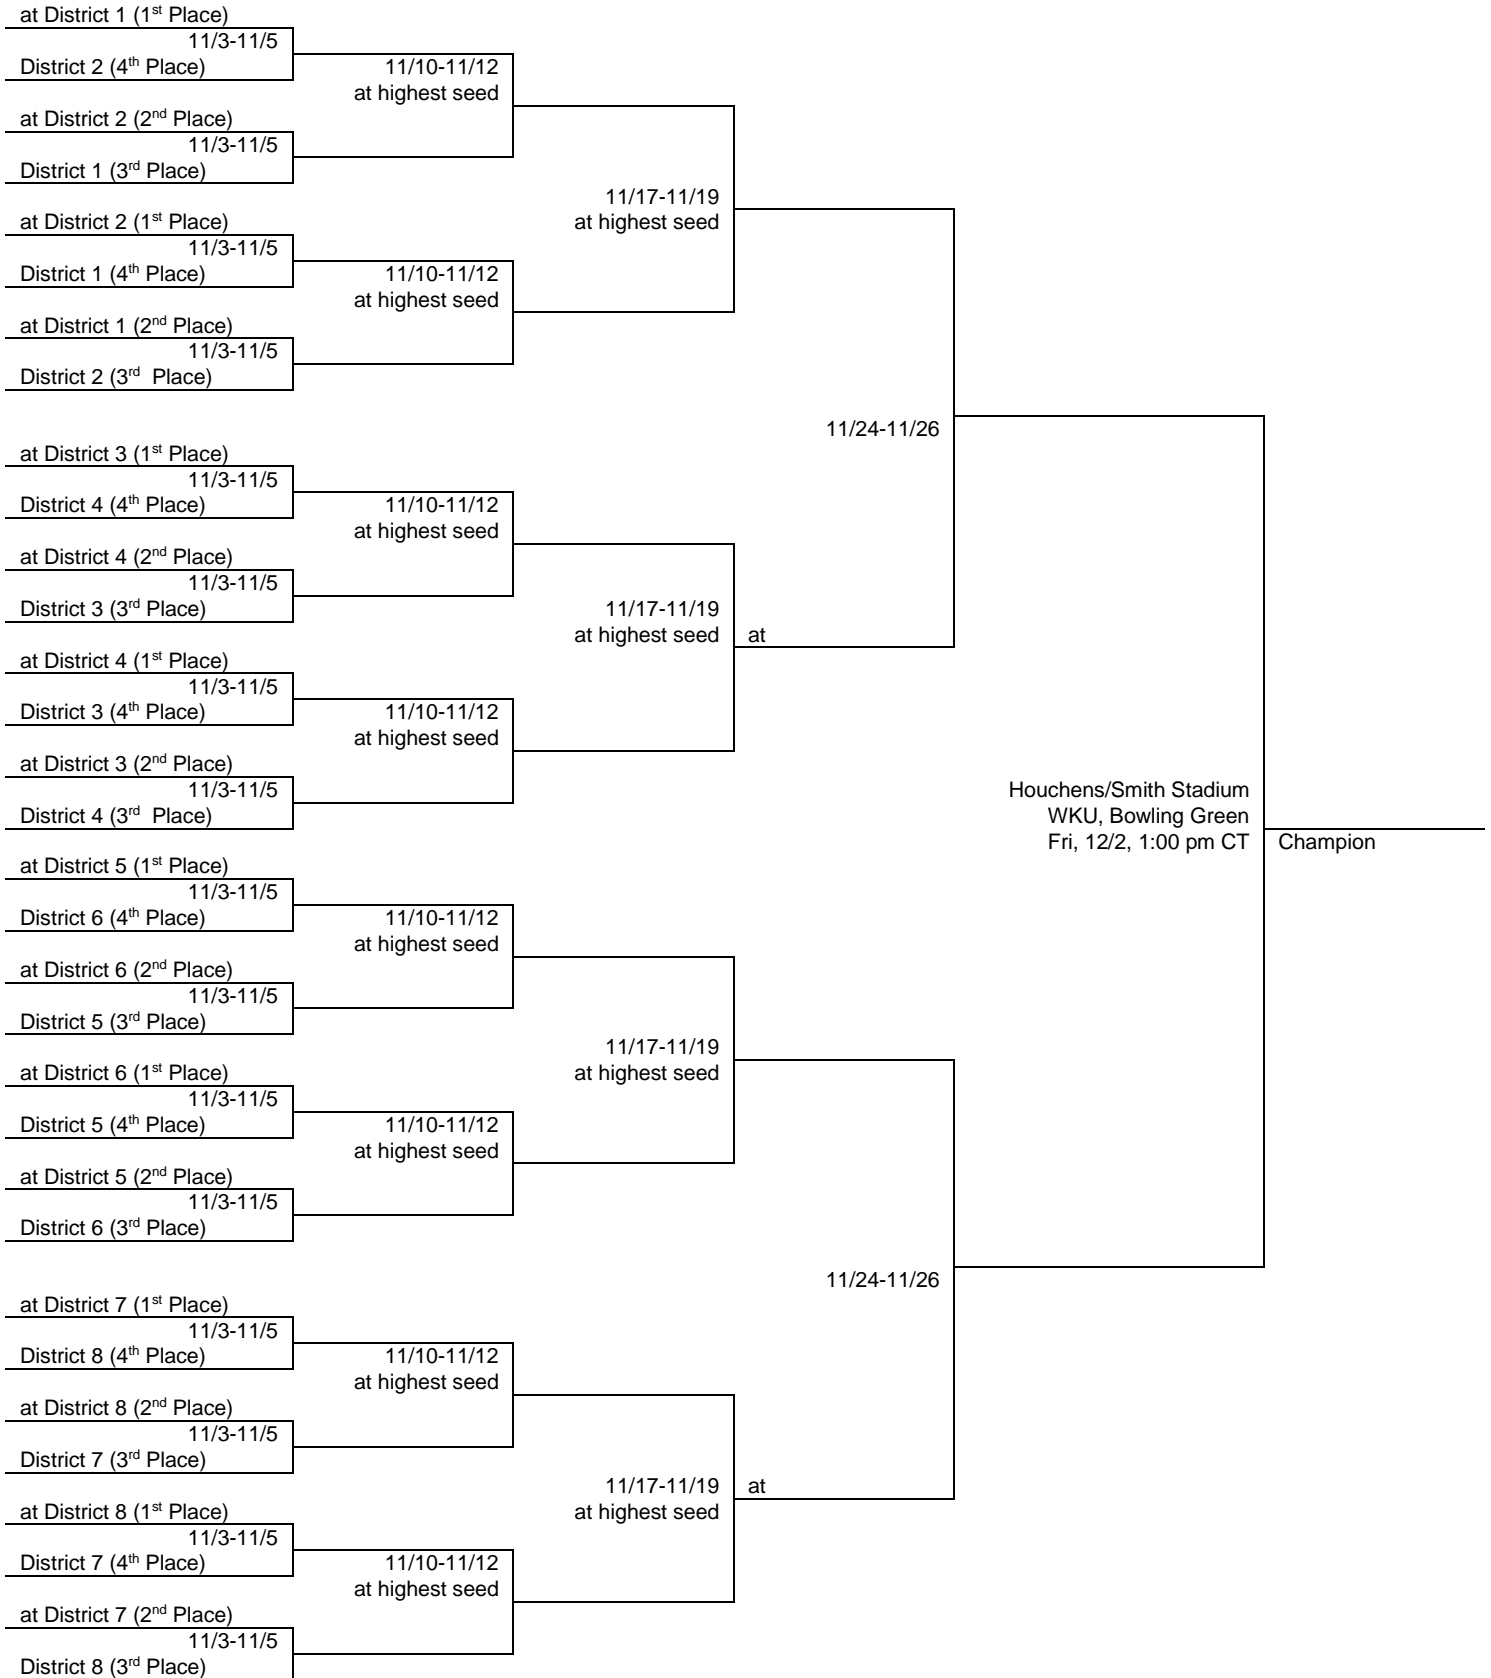 at District 1 (1st Place)
11/3-11/5
District 2 (4th Place)
11/10-11/12
at highest seed
at District 2 (2nd Place)
11/3-11/5
District 1 (3rd Place)
11/17-11/19
at highest seed
at District 2 (1st Place)
11/3-11/5
District 1 (4th Place)
11/10-11/12
at highest seed
at District 1 (2nd Place)
11/3-11/5
District 2 (3rd  Place)
11/24-11/26
at District 3 (1st Place)
11/3-11/5
District 4 (4th Place)
11/10-11/12
at highest seed
at District 4 (2nd Place)
11/3-11/5
District 3 (3rd Place)
11/17-11/19
at highest seed
at
at District 4 (1st Place)
11/3-11/5
District 3 (4th Place)
11/10-11/12
at highest seed
at District 3 (2nd Place)
11/3-11/5
District 4 (3rd  Place)
Houchens/Smith Stadium
WKU, Bowling Green
Fri, 12/2, 1:00 pm CT
Champion
at District 5 (1st Place)
11/3-11/5
District 6 (4th Place)
11/10-11/12
at highest seed
at District 6 (2nd Place)
11/3-11/5
District 5 (3rd Place)
11/17-11/19
at highest seed
at District 6 (1st Place)
11/3-11/5
District 5 (4th Place)
11/10-11/12
at highest seed
at District 5 (2nd Place)
11/3-11/5
District 6 (3rd Place)
11/24-11/26
at District 7 (1st Place)
11/3-11/5
District 8 (4th Place)
11/10-11/12
at highest seed
at District 8 (2nd Place)
11/3-11/5
District 7 (3rd Place)
11/17-11/19
at highest seed
at
at District 8 (1st Place)
11/3-11/5
District 7 (4th Place)
11/10-11/12
at highest seed
at District 7 (2nd Place)
11/3-11/5
District 8 (3rd Place)